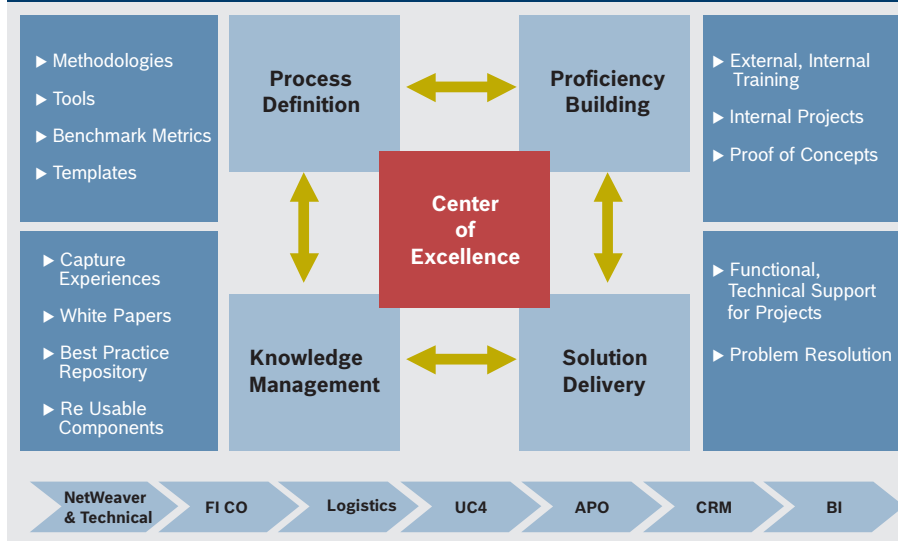 ▶ Methodologies
▶ Tools
▶ Benchmark Metrics
▶ Templates
Process
Definition
Proficiency
Building
▶ External, Internal
Training
▶ Internal Projects
▶ Proof of Concepts
Center
of
Excellence
▶ Capture
Experiences
▶ White Papers
▶ Best Practice
Repository
▶ Re Usable
Components
Knowledge
Management
Solution
Delivery
▶ Functional,
Technical Support
for Projects
▶ Problem Resolution
NetWeaver
& Technical
FI CO
Logistics
UC4
APO
CRM
BI